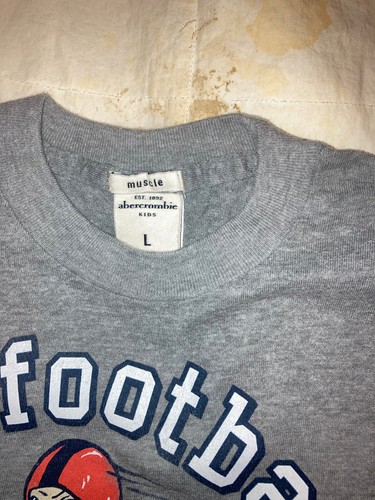 muscle
EST. 1892
abercrombie
KIDS
L
footba